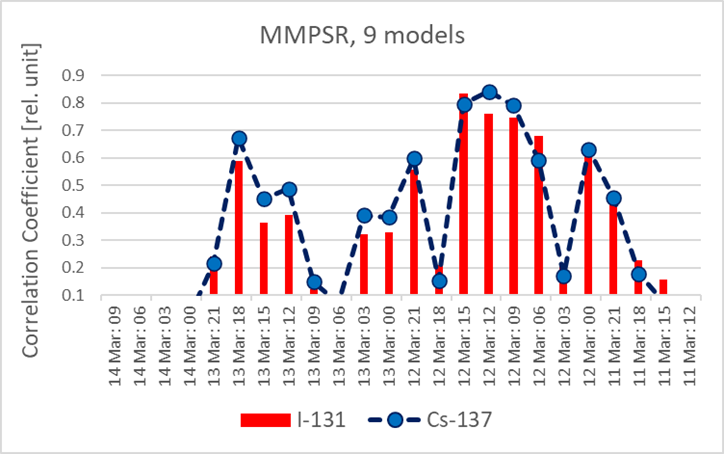 MMPSR, 9 models
Correlation Coefficient [rel. unit]
0.9
0.8
0.7
0.6
0.5
0.4
0.3
0.2
0.1
14 Mar: 09
14 Mar: 06
14 Mar: 03
14 Mar: 00
13 Mar: 21
13 Mar: 18
13 Mar: 15
13 Mar: 12
13 Mar: 09
13 Mar: 06
13 Mar: 03
13 Mar: 00
12 Mar: 21
12 Mar: 18
12 Mar: 15
12 Mar: 12
12 Mar: 09
12 Mar: 06
12 Mar: 03
12 Mar: 00
11 Mar: 21
11 Mar: 18
11 Mar: 15
11 Mar: 12
I-131
Cs-137